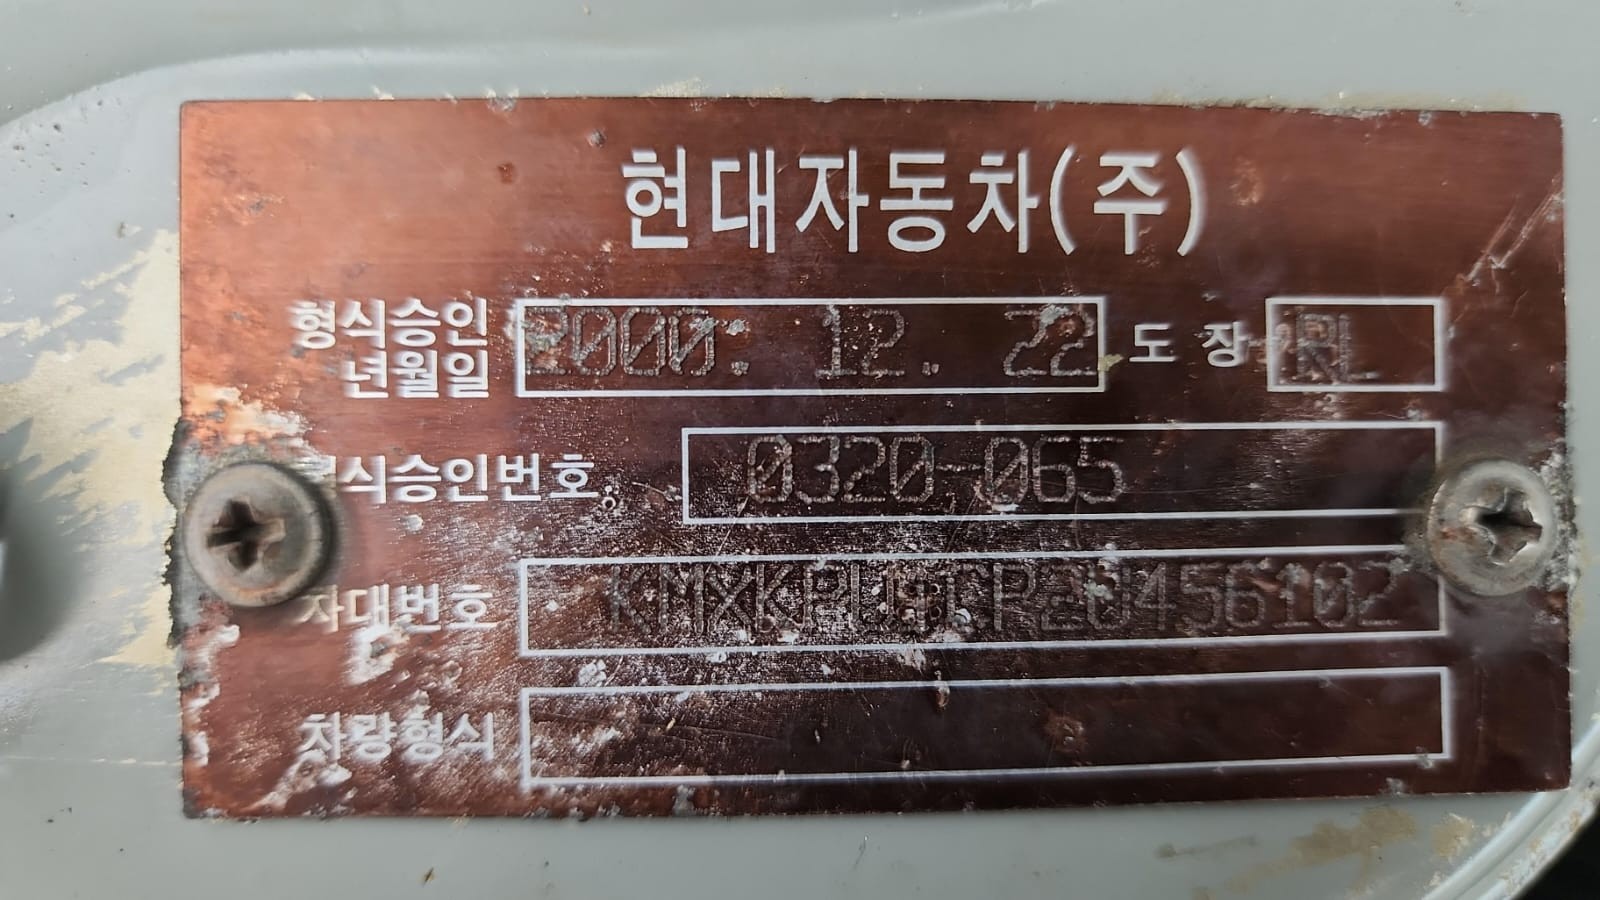 현대자동차(주)
형식승인 년월일 2000. 12. 22 도장 RL
형식승인번호 0320-065
차대번호
차량형식